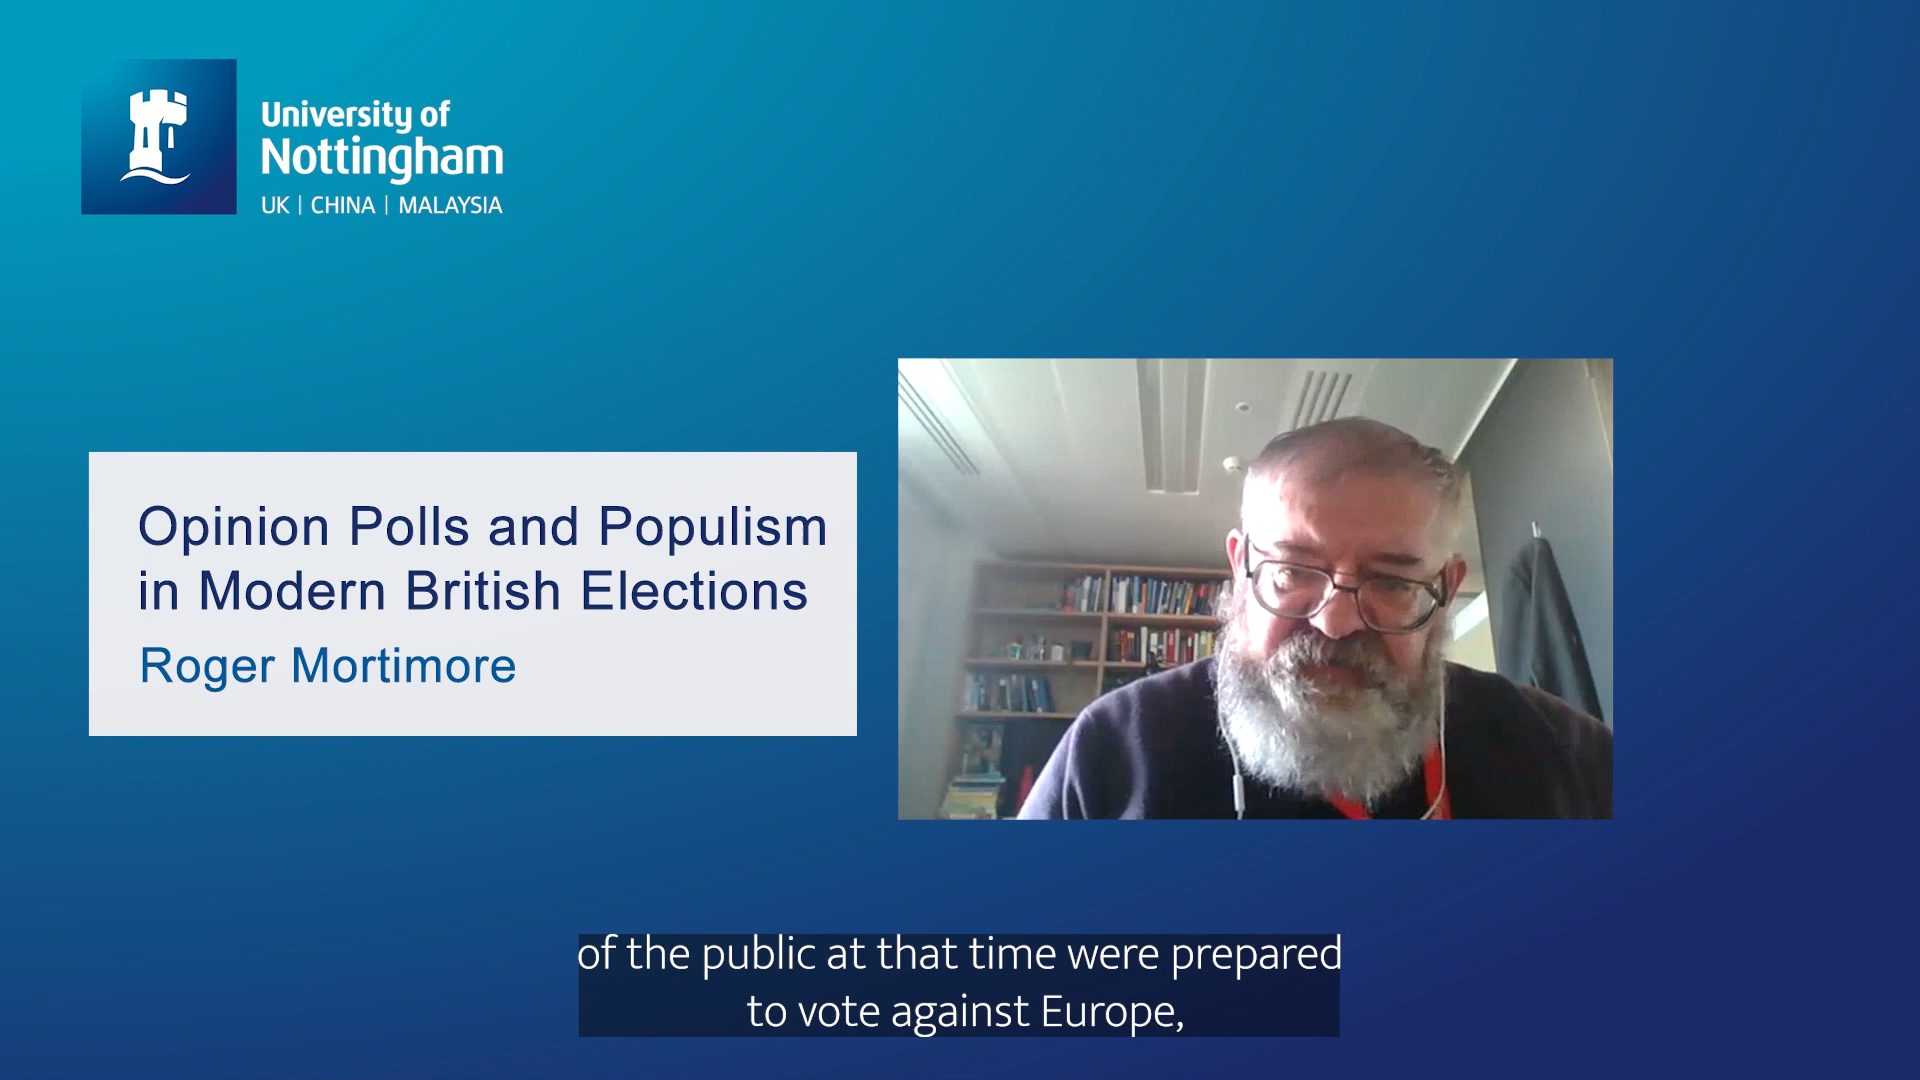 University of
Nottingham
UK | CHINA | MALAYSIA
Opinion Polls and Populism
in Modern British Elections
Roger Mortimore
of the public at that time were prepared
to vote against Europe,